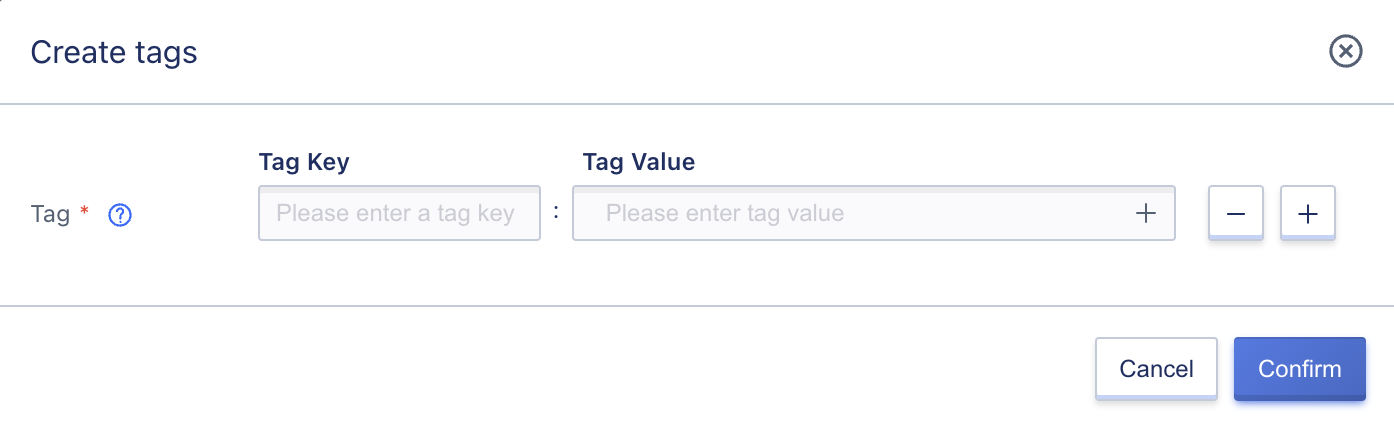 Create tags
Tag Key Tag Value
Tag * Please enter a tag key : Please enter tag value
Cancel Confirm